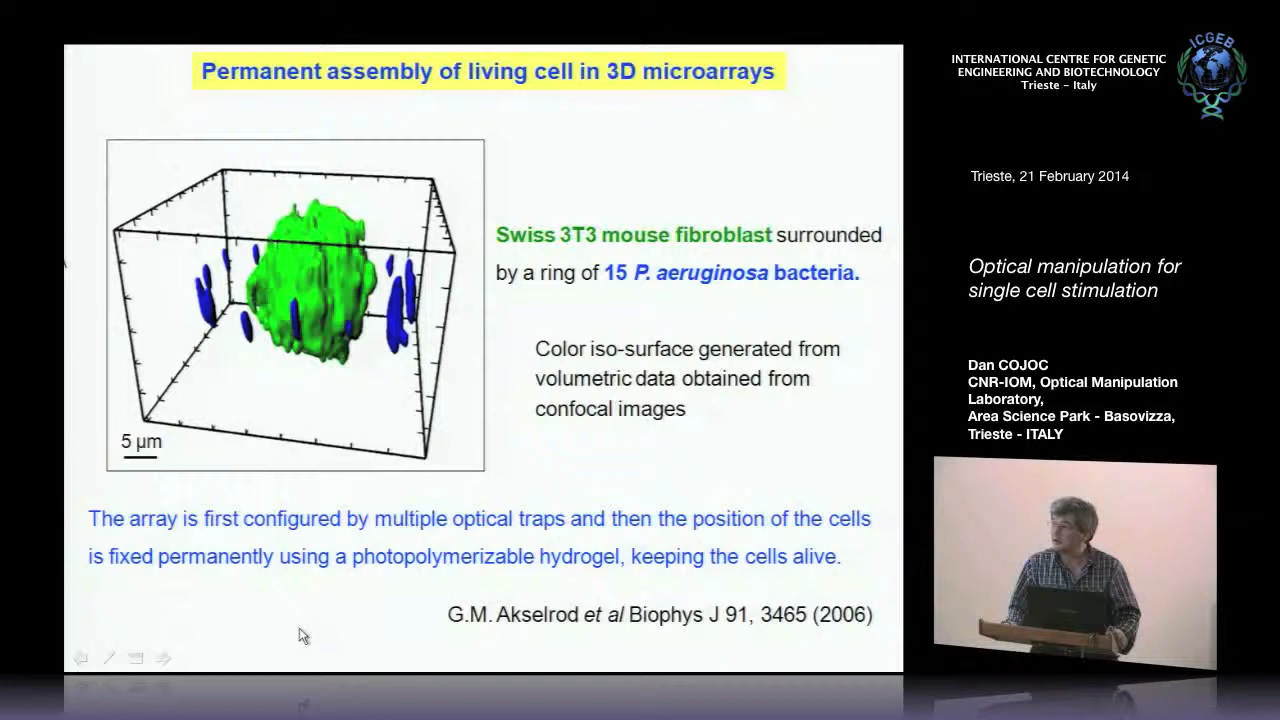 Permanent assembly of living cell in 3D microarrays
5 µm
Swiss 3T3 mouse fibroblast surrounded
by a ring of 15 P. aeruginosa bacteria.
Color iso-surface generated from
volumetric data obtained from
confocal images
The array is first configured by multiple optical traps and then the position of the cells
is fixed permanently using a photopolymerizable hydrogel, keeping the cells alive.
G.M. Akselrod et al Biophys J 91, 3465 (2006)
INTERNATIONAL CENTRE FOR GENETIC
ENGINEERING AND BIOTECHNOLOGY
Trieste - Italy
ICGEB
Trieste, 21 February 2014
Optical manipulation for
single cell stimulation
Dan COJOC
CNR-IOM, Optical Manipulation
Laboratory,
Area Science Park - Basovizza,
Trieste - ITALY